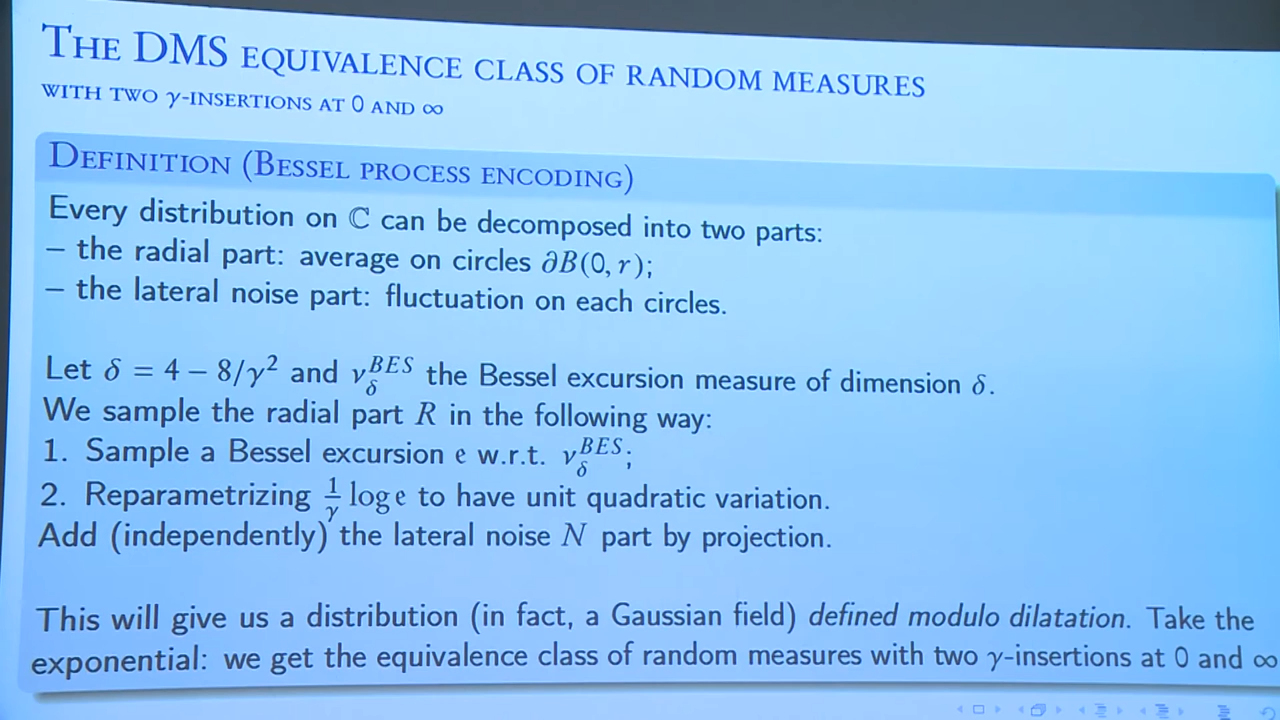 THE DMS EQUIVALENCE CLASS OF RANDOM MEASURES
WITH TWO γ-INSERTIONS AT 0 AND ∞
DEFINITION (BESSEL PROCESS ENCODING)
Every distribution on ℂ can be decomposed into two parts:
– the radial part: average on circles ∂B(0, r);
– the lateral noise part: fluctuation on each circles.
Let δ = 4 − 8/γ² and ν_δ^{BES} the Bessel excursion measure of dimension δ.
We sample the radial part R in the following way:
1. Sample a Bessel excursion e w.r.t. ν_δ^{BES};
2. Reparametrizing 1/γ log e to have unit quadratic variation.
Add (independently) the lateral noise N part by projection.
This will give us a distribution (in fact, a Gaussian field) defined modulo dilatation. Take the
exponential: we get the equivalence class of random measures with two γ-insertions at 0 and ∞